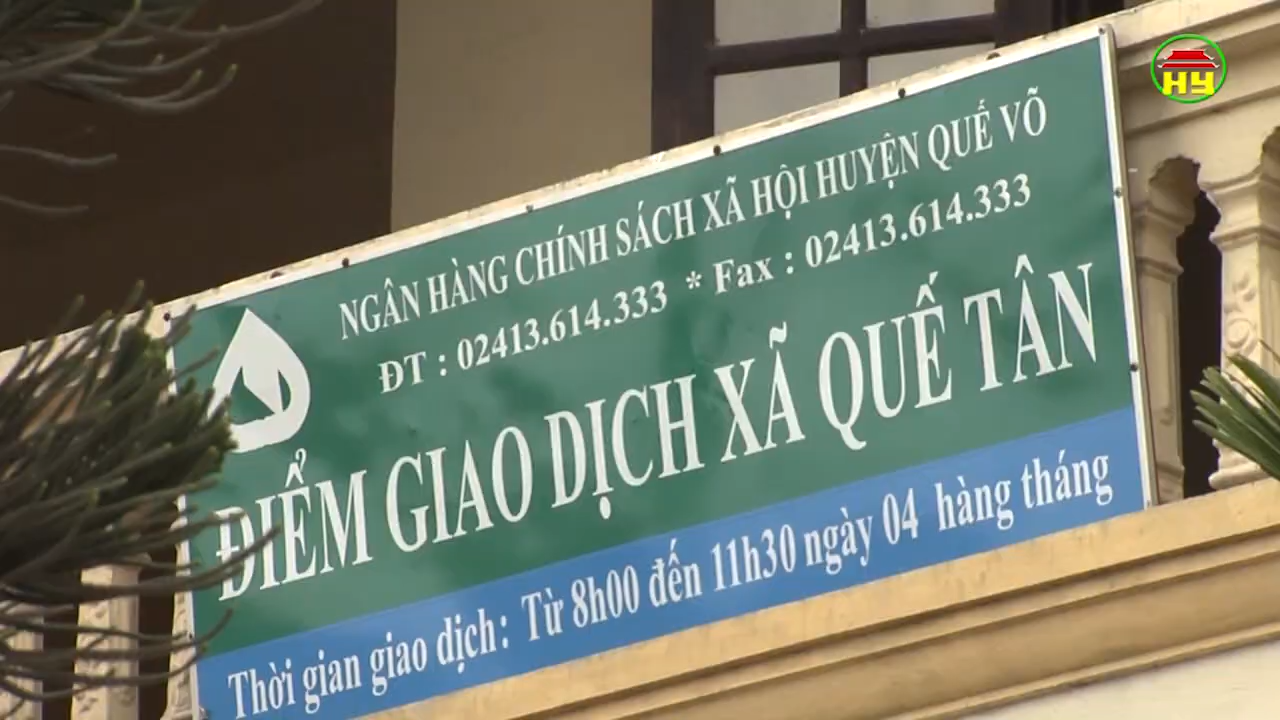 HY
NGÂN HÀNG CHÍNH SÁCH XÃ HỘI HUYỆN QUẾ VÕ
ĐT : 02413.614.333 * Fax : 02413.614.333
ĐIỂM GIAO DỊCH XÃ QUẾ TÂN
Thời gian giao dịch: Từ 8h00 đến 11h30 ngày 04 hàng tháng